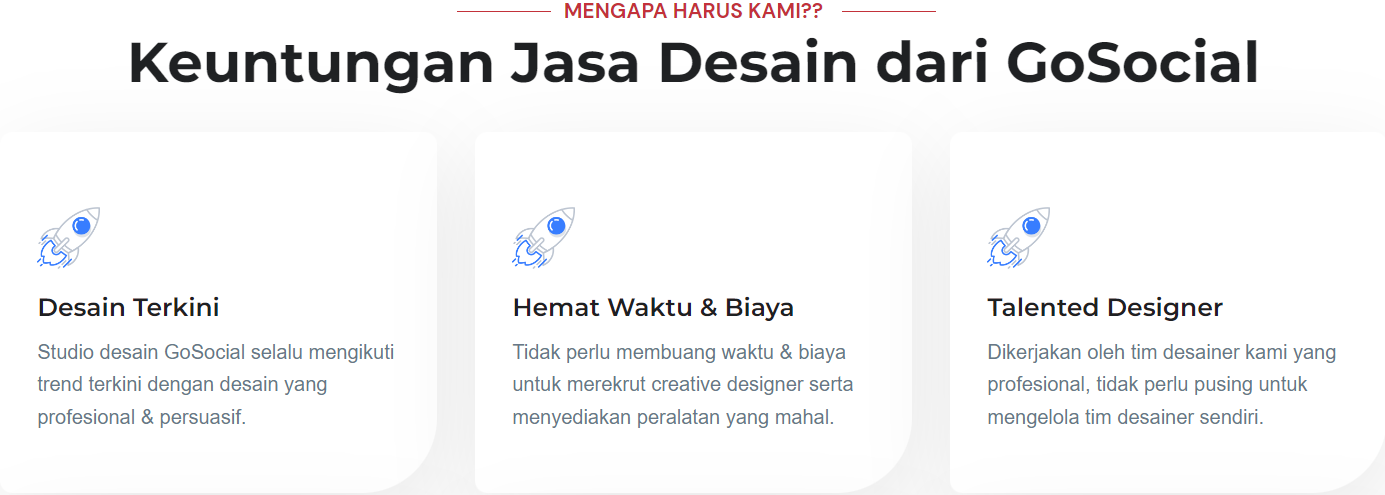 MENGAPA HARUS KAMI??
Keuntungan Jasa Desain dari GoSocial
Desain Terkini
Studio desain GoSocial selalu mengikuti
trend terkini dengan desain yang
profesional & persuasif.
Hemat Waktu & Biaya
Tidak perlu membuang waktu & biaya
untuk merekrut creative designer serta
menyediakan peralatan yang mahal.
Talented Designer
Dikerjakan oleh tim desainer kami yang
profesional, tidak perlu pusing untuk
mengelola tim desainer sendiri.